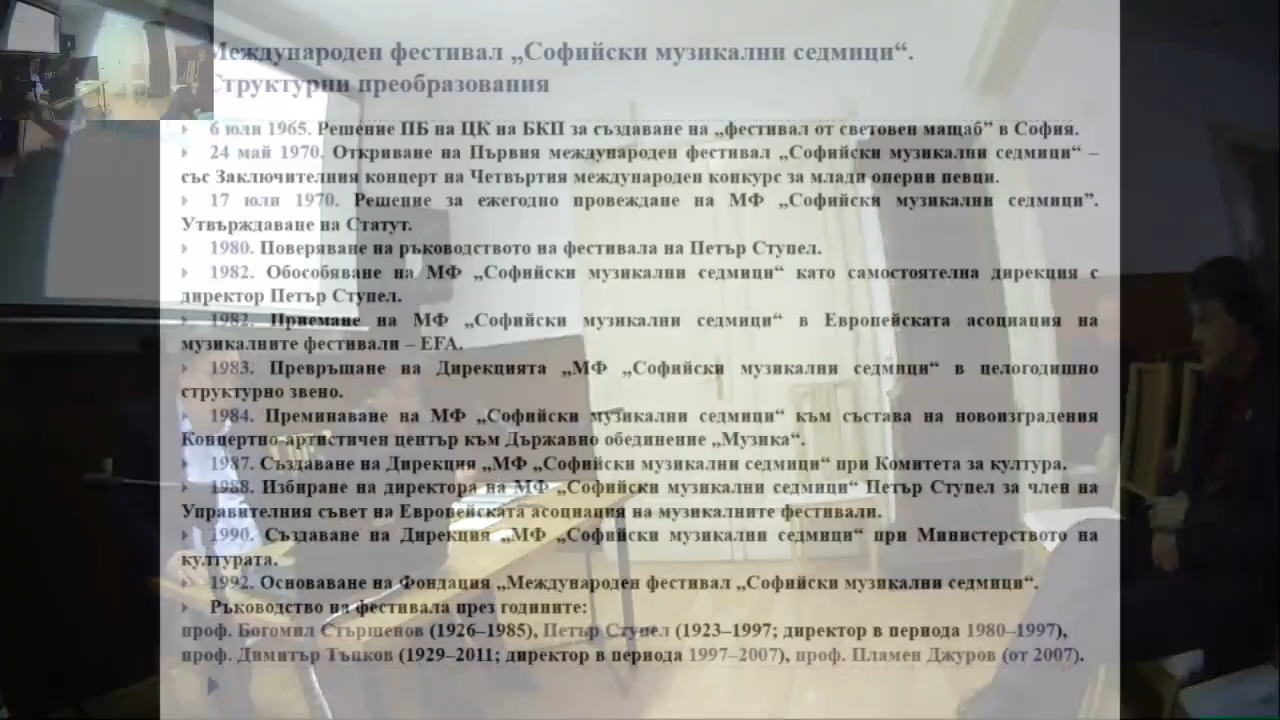 Международен фестивал „Софийски музикални седмици“.
Структурни преобразования
6 юли 1965. Решение ПБ на ЦК на БКП за създаване на „фестивал от световен мащаб” в София.
24 май 1970. Откриване на Първия международен фестивал „Софийски музикални седмици“ –
със Заключителния концерт на Четвъртия международен конкурс за млади оперни певци.
17 юли 1970. Решение за ежегодно провеждане на МФ „Софийски музикални седмици”.
Утвърждаване на Статут.
1980. Поверяване на ръководството на фестивала на Петър Ступел.
1982. Обособяване на МФ „Софийски музикални седмици“ като самостоятелна дирекция с
директор Петър Ступел.
1982. Приемане на МФ „Софийски музикални седмици“ в Европейската асоциация на
музикалните фестивали – EFA.
1983. Превръщане на Дирекцията „МФ „Софийски музикални седмици“ в целогодишно
структурно звено.
1984. Преминаване на МФ „Софийски музикални седмици“ към състава на новоизградения
Концертно-артистичен център към Държавно обединение „Музика“.
1987. Създаване на Дирекция „МФ „Софийски музикални седмици“ при Комитета за култура.
1988. Избиране на директора на МФ „Софийски музикални седмици“ Петър Ступел за член на
Управителния съвет на Европейската асоциация на музикалните фестивали.
1990. Създаване на Дирекция „МФ „Софийски музикални седмици“ при Министерството на
културата.
1992. Основаване на Фондация „Международен фестивал „Софийски музикални седмици“.
Ръководство на фестивала през годините:
проф. Богомил Стършенов (1926–1985), Петър Ступел (1923–1997; директор в периода 1980–1997),
проф. Димитър Тъпков (1929–2011; директор в периода 1997–2007), проф. Пламен Джуров (от 2007).